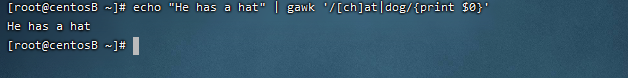 [root@centosB ~]# echo "He has a hat" | gawk '/[ch]at|dog/{print $0}'
He has a hat
[root@centosB ~]#